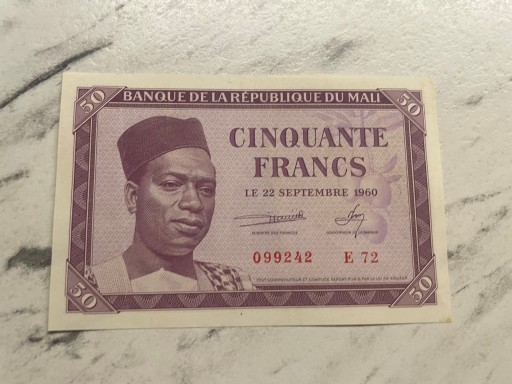 BANQUE DE LA RÉPUBLIQUE DU MALI
50
50
CINQUANTE
FRANCS
LE 22 SEPTEMBRE 1960
099242 E 72
50
50